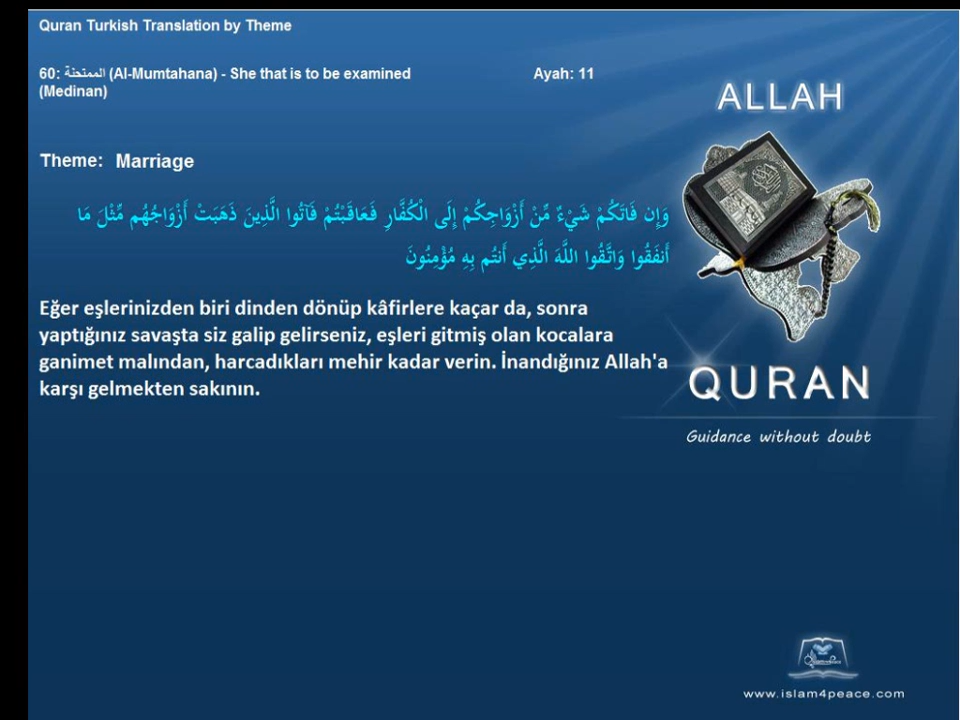 Quran Turkish Translation by Theme
60: الممتحنة (Al-Mumtahana) - She that is to be examined
(Medinan)
Ayah: 11
Theme: Marriage
وَإِن فَاتَكُمْ شَيْءٌ مِّنْ أَزْوَاجِكُمْ إِلَى الْكُفَّارِ فَعَاقَبْتُمْ فَآتُوا الَّذِينَ ذَهَبَتْ أَزْوَاجُهُم مِّثْلَ مَا
أَنفَقُوا وَاتَّقُوا اللَّهَ الَّذِي أَنتُم بِهِ مُؤْمِنُونَ
Eğer eşlerinizden biri dinden dönüp kâfirlere kaçar da, sonra
yaptığınız savaşta siz galip gelirseniz, eşleri gitmiş olan kocalara
ganimet malından, harcadıkları mehir kadar verin. İnandığınız Allah'a
karşı gelmekten sakının.
ALLAH
QURAN
Guidance without doubt
www.islam4peace.com